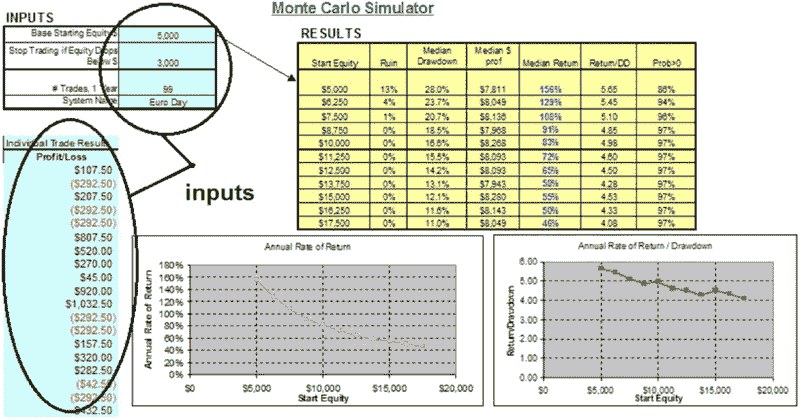 Monte Carlo Simulator
INPUTS
Base Starting Equity $ 5,000
Stop Trading if Equity Drops
Below $ 3,000
# Trades, 1 Year 99
System Name Euro Day
Individual Trade Results
Profit/Loss
$107.50
($292.50)
$207.50
($292.50)
($292.50)
$807.50
$520.00
$270.00
$45.00
$920.00
$1,032.50
($292.50)
($292.50)
$157.50
$320.00
$282.50
($42.50)
($292.50)
$432.50
inputs
RESULTS
Start Equity Ruin Median Drawdown Median $ prof Median Return Return/DD Prob>0
$5,000 13% 28.0% $7,811 156% 5.65 86%
$6,250 4% 23.7% $8,049 129% 5.45 94%
$7,500 1% 20.7% $8,136 108% 5.10 96%
$8,750 0% 18.5% $7,968 91% 4.85 97%
$10,000 0% 16.6% $8,268 83% 4.98 97%
$11,250 0% 15.5% $8,093 72% 4.60 97%
$12,500 0% 14.2% $8,093 65% 4.50 97%
$13,750 0% 13.1% $7,943 58% 4.28 97%
$15,000 0% 12.1% $8,280 55% 4.53 97%
$16,250 0% 11.6% $8,143 50% 4.33 97%
$17,500 0% 11.0% $8,049 46% 4.08 97%
Annual Rate of Return
Annual Rate of Return
180%
160%
140%
120%
100%
80%
60%
40%
20%
0%
$0 $5,000 $10,000 $15,000 $20,000
Start Equity
Annual Rate of Return / Drawdown
Return/Drawdown
6.00
5.00
4.00
3.00
2.00
1.00
0.00
$0 $5,000 $10,000 $15,000 $20,000
Start Equity